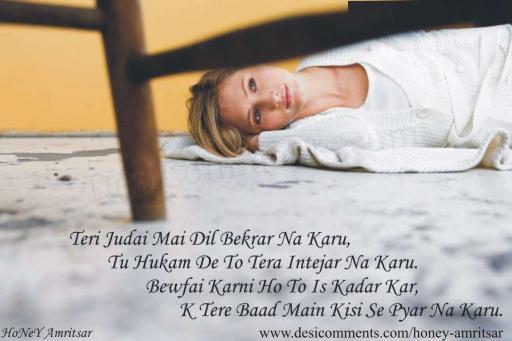 Teri Judai Mai Dil Bekrar Na Karu,
Tu Hukam De To Tera Intejar Na Karu.
Bewfai Karni Ho To Is Kadar Kar,
K Tere Baad Main Kisi Se Pyar Na Karu.
HoNeY Amritsar
www.desicomments.com/honey-amritsar